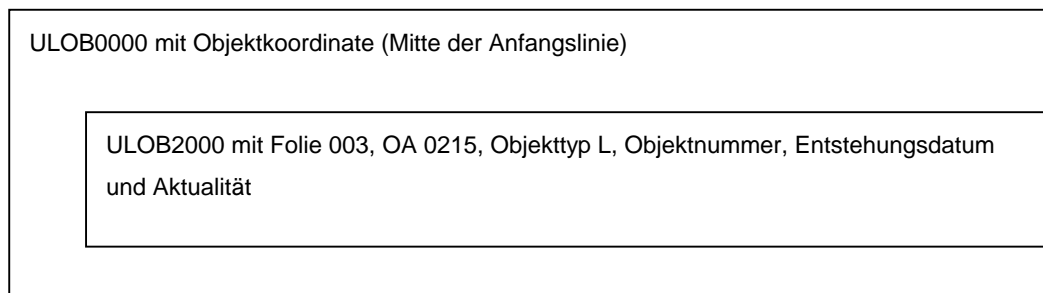 ULOB0000 mit Objektkoordinate (Mitte der Anfangslinie)
ULOB2000 mit Folie 003, OA 0215, Objekttyp L, Objektnummer, Entstehungsdatum
und Aktualität